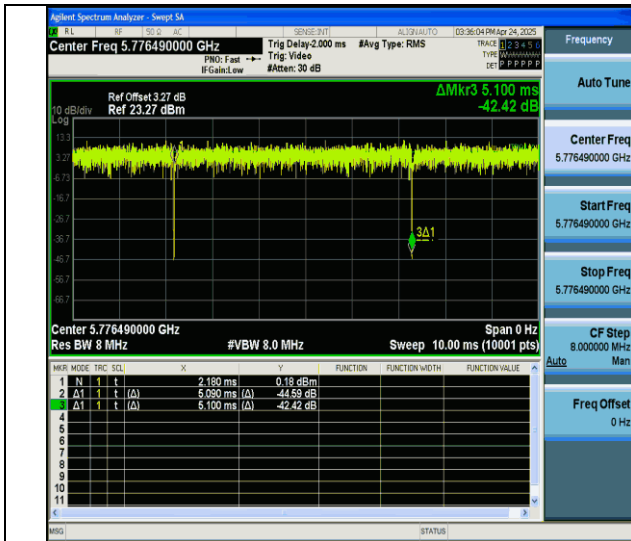 Agilent Spectrum Analyzer - Swept SA
RL RF 50 Ω AC SENSE:INT ALIGNAUTO 03:36:04 PM Apr 24, 2025
Center Freq 5.776490000 GHz
PNO: Fast
IFGain:Low
Trig Delay-2.000 ms
Trig: Video
#Atten: 30 dB
#Avg Type: RMS
TRACE 1 2 3 4 5 6
TYPE
DET P P P P P P
Frequency
Auto Tune
Center Freq
5.776490000 GHz
Start Freq
5.776490000 GHz
Stop Freq
5.776490000 GHz
CF Step
8.000000 MHz
Auto Man
Freq Offset
0 Hz
ΔMkr3 5.100 ms
-42.42 dB
Ref Offset 3.27 dB
10 dB/div Ref 23.27 dBm
Log
13.3
3.27
-6.73
-16.7
-26.7
-36.7
-46.7
-56.7
-66.7
3Δ1
Center 5.776490000 GHz Span 0 Hz
Res BW 8 MHz #VBW 8.0 MHz Sweep 10.00 ms (10001 pts)
MKR MODE TRC SCL X Y FUNCTION FUNCTION WIDTH FUNCTION VALUE
1 N 1 t 2.180 ms 0.18 dBm
2 Δ1 1 t (Δ) 5.090 ms (Δ) -44.59 dB
3 Δ1 1 t (Δ) 5.100 ms (Δ) -42.42 dB
4
5
6
7
8
9
10
11
MSG STATUS